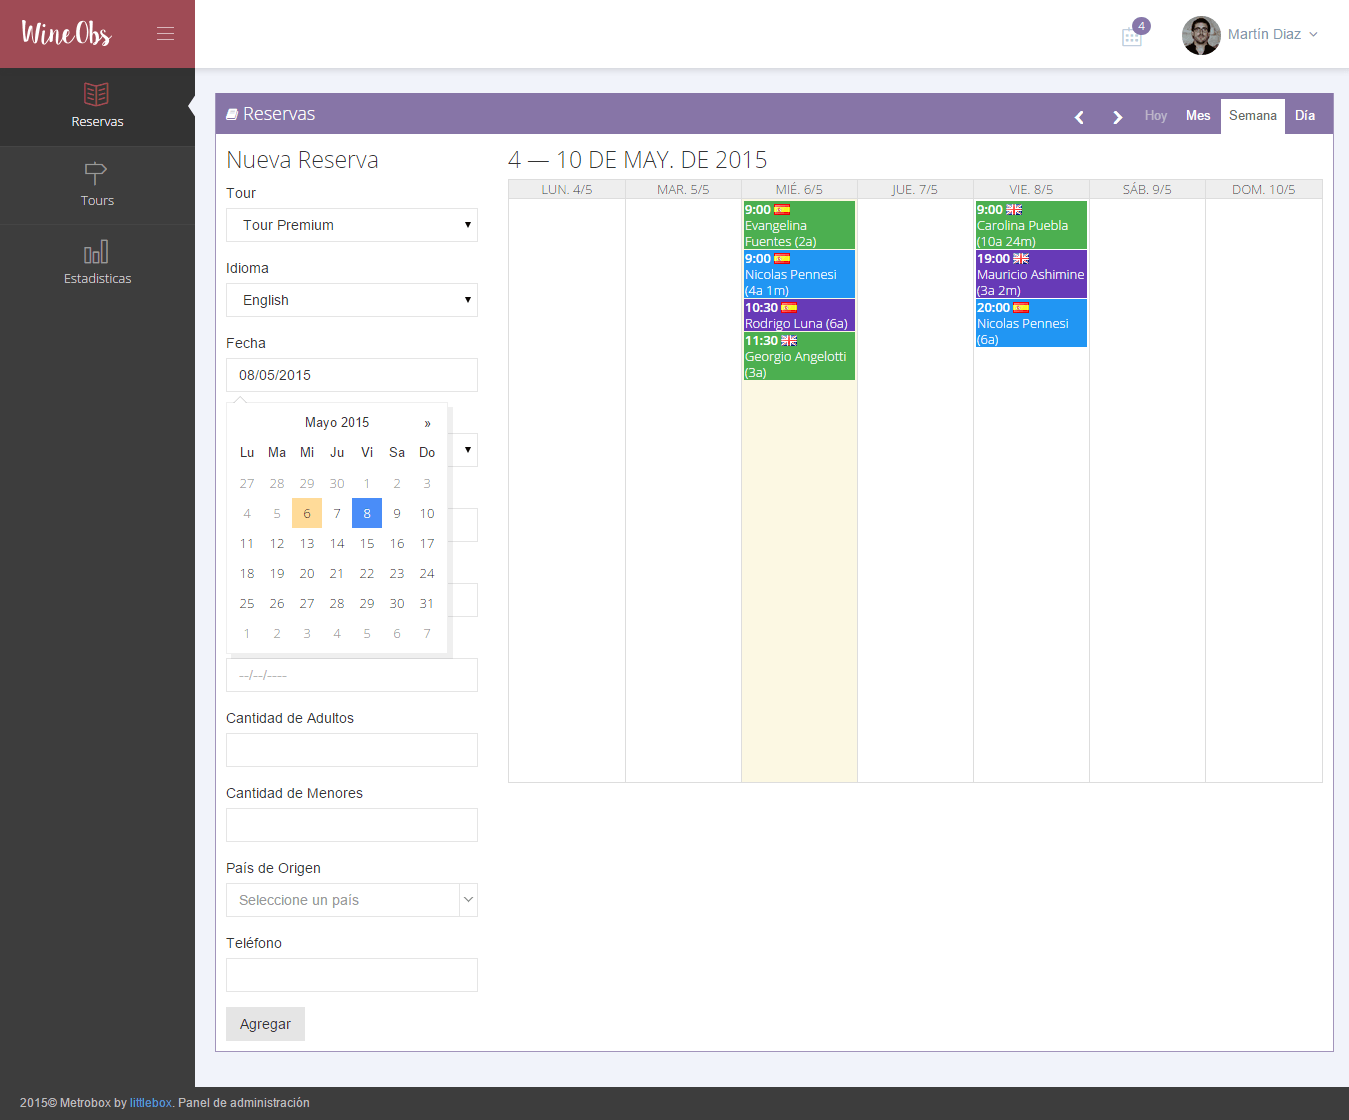 WineObs
4
Martín Diaz
Reservas
Tours
Estadisticas
Reservas
Hoy Mes Semana Día
Nueva Reserva
Tour
Tour Premium
Idioma
English
Fecha
08/05/2015
Mayo 2015 »
Lu Ma Mi Ju Vi Sa Do
27 28 29 30 1 2 3
4 5 6 7 8 9 10
11 12 13 14 15 16 17
18 19 20 21 22 23 24
25 26 27 28 29 30 31
1 2 3 4 5 6 7
--/--/----
Cantidad de Adultos
Cantidad de Menores
País de Origen
Seleccione un país
Teléfono
Agregar
4 — 10 DE MAY. DE 2015
LUN. 4/5 MAR. 5/5 MIÉ. 6/5 JUE. 7/5 VIE. 8/5 SÁB. 9/5 DOM. 10/5
9:00
Evangelina
Fuentes (2a)
9:00
Nicolas Pennesi
(4a 1m)
10:30
Rodrigo Luna (6a)
11:30
Georgio Angelotti
(3a)
9:00
Carolina Puebla
(10a 24m)
19:00
Mauricio Ashimine
(3a 2m)
20:00
Nicolas Pennesi
(6a)
2015© Metrobox by littlebox. Panel de administración